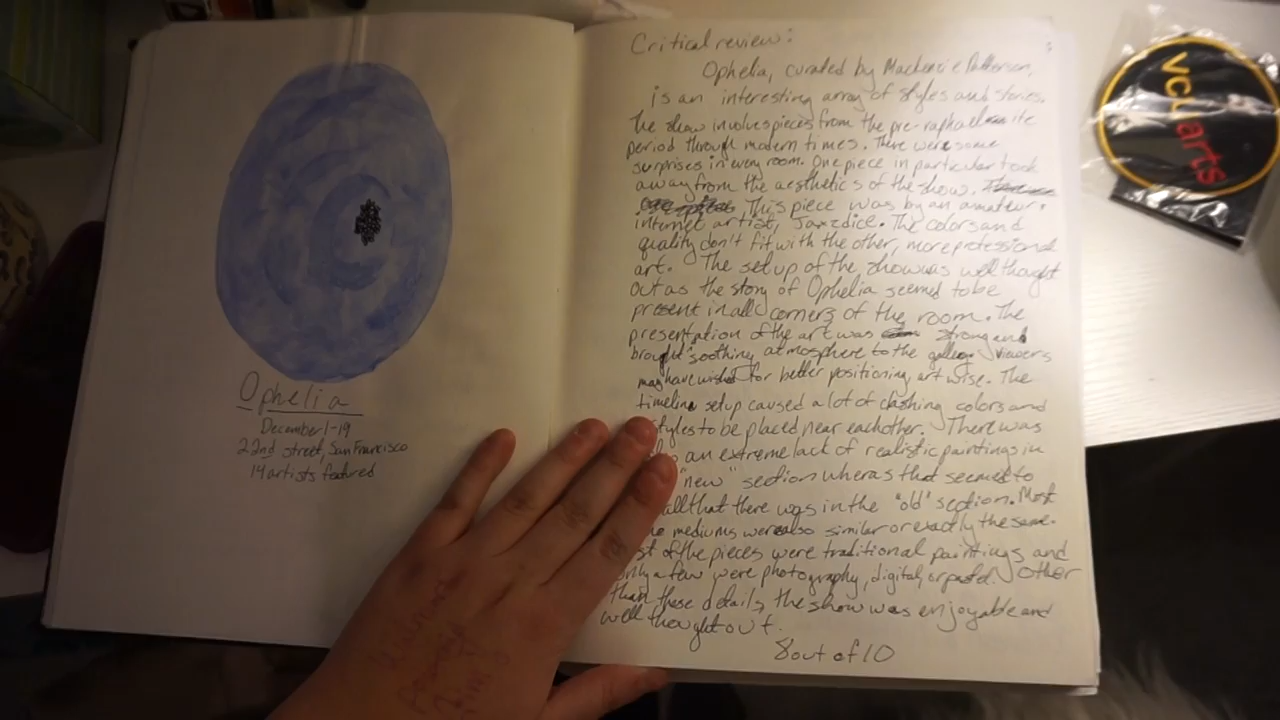 Ophelia
December 1-19
22nd street, San Francisco
14 artists featured
Critical review:
Ophelia, curated by Mackenzie Patterson,
is an interesting array of styles and stories.
The show involves pieces from the pre-raphaelite
period through modern times. There were some
surprises in every room. One piece in particular took
away from the aesthetics of the show.
This piece was by an amateur
internet artist, Jaxzdice. The colors and
quality don't fit with the other, more professional
art. The set up of the show was well thought
out as the story of Ophelia seemed to be
present in all corners of the room. The
presentation of the art was strong and
brought soothing atmosphere to the gallery. Viewers
may have wished for better positioning, art wise. The
timeline setup caused a lot of clashing colors and
styles to be placed near eachother. There was
an extreme lack of realistic paintings in
"new" section wheras that seemed to
all that there was in the "old" section. Most
mediums were also similar or exactly the same.
of the pieces were traditional paintings and
only a few were photography, digital, or pastel. Other
than these details, the show was enjoyable and
well thought out.
8 out of 10
vcuarts